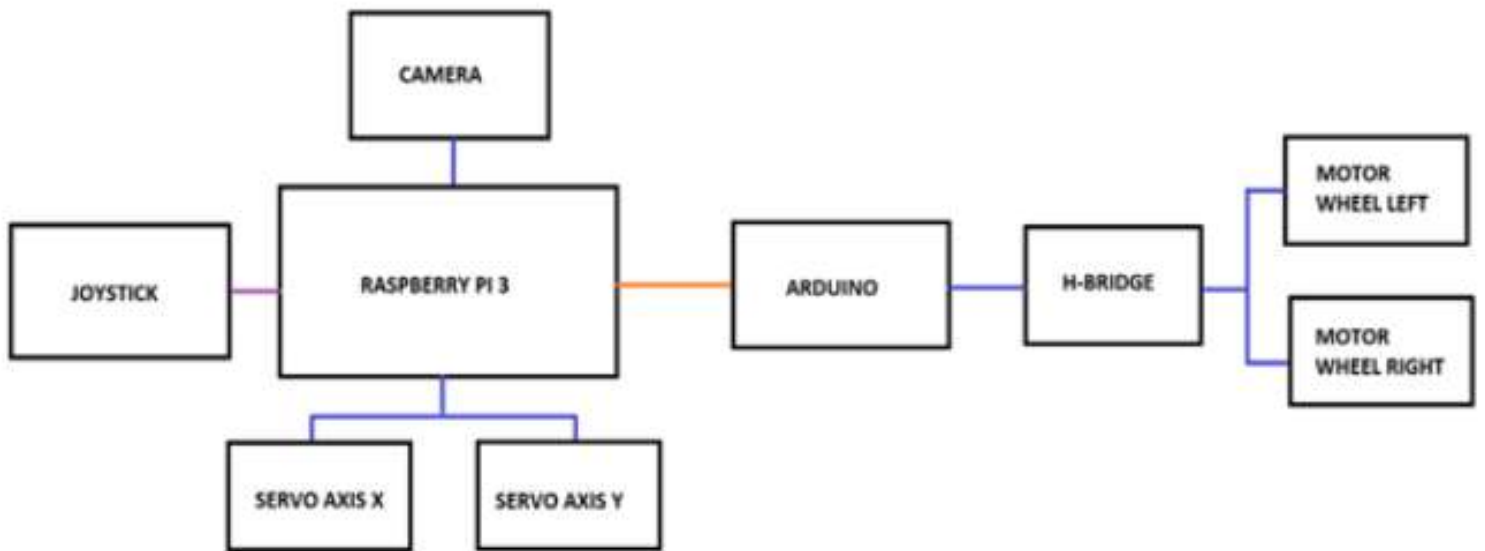 CAMERA
JOYSTICK
RASPBERRY PI 3
ARDUINO
H-BRIDGE
MOTOR
WHEEL LEFT
MOTOR
WHEEL RIGHT
SERVO AXIS X
SERVO AXIS Y